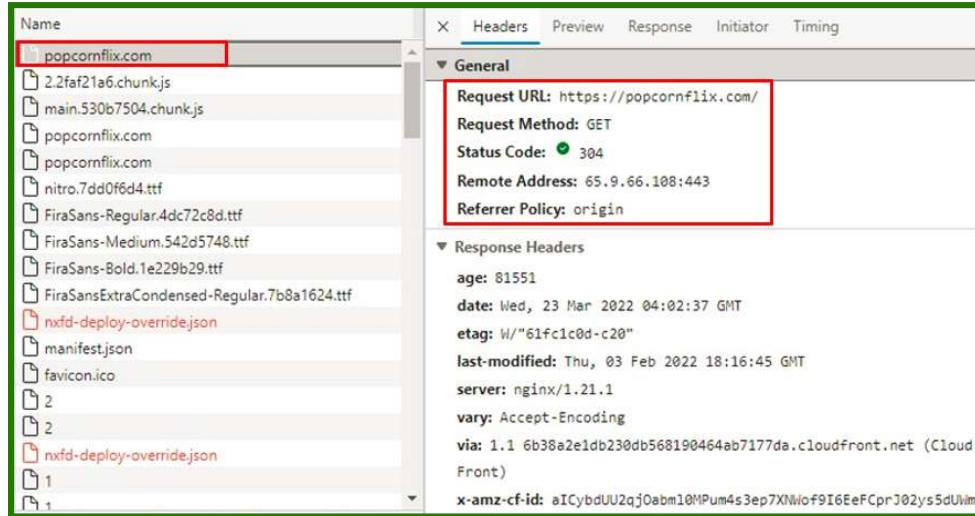 Name
popcornflix.com
2.2faf21a6.chunk.js
main.530b7504.chunk.js
popcornflix.com
popcornflix.com
nitro.7dd0f6d4.ttf
FiraSans-Regular.4dc72c8d.ttf
FiraSans-Medium.542d5748.ttf
FiraSans-Bold.1e229b29.ttf
FiraSansExtraCondensed-Regular.7b8a1624.ttf
nxfd-deploy-override.json
manifest.json
favicon.ico
2
2
nxfd-deploy-override.json
1
1
× Headers Preview Response Initiator Timing
▼ General
Request URL: https://popcornflix.com/
Request Method: GET
Status Code: 304
Remote Address: 65.9.66.108:443
Referrer Policy: origin
▼ Response Headers
age: 81551
date: Wed, 23 Mar 2022 04:02:37 GMT
etag: W/"61fc1c0d-c20"
last-modified: Thu, 03 Feb 2022 18:16:45 GMT
server: nginx/1.21.1
vary: Accept-Encoding
via: 1.1 6b38a2e1db230db568190464ab7177da.cloudfront.net (Cloud
Front)
x-amz-cf-id: aICybdUU2qjOabml0MPum4s3ep7XNWof9I6EeFCprJ02ys5dUWm